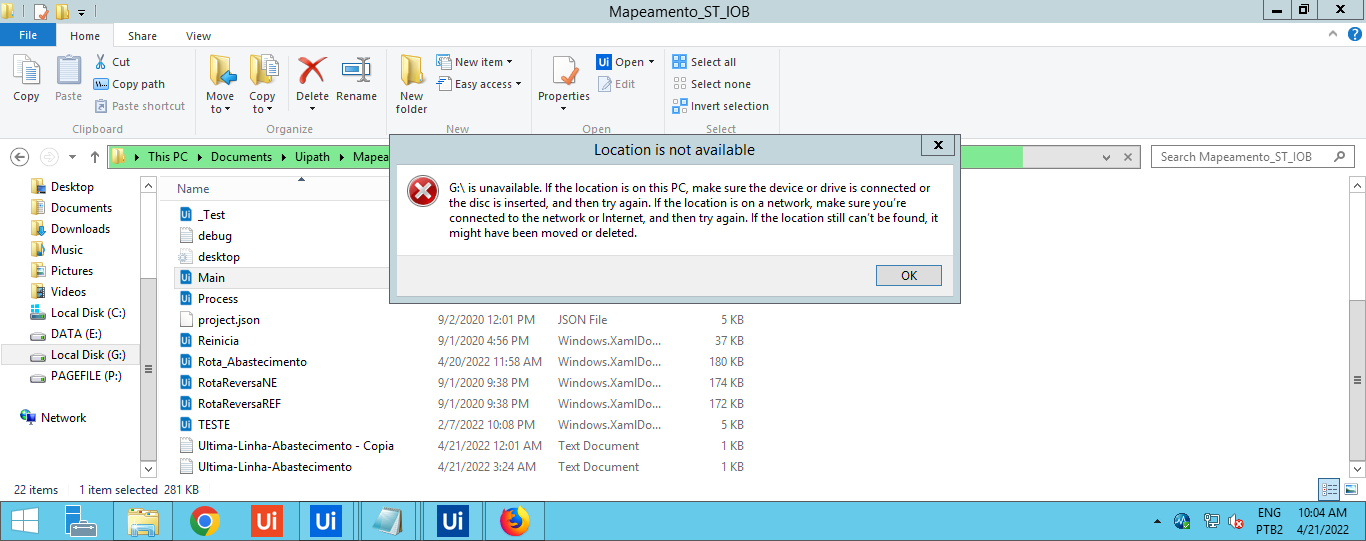 Mapeamento_ST_IOB
File Home Share View
Copy
Paste
Cut
Copy path
Paste shortcut
Clipboard
Move to
Copy to
Delete
Rename
Organize
New folder
New item
Easy access
New
Properties
Open
Edit
Open
Select all
Select none
Invert selection
Select
This PC Documents Uipath Mapea
Search Mapeamento_ST_IOB
Desktop
Documents
Downloads
Music
Pictures
Videos
Local Disk (C:)
DATA (E:)
Local Disk (G:)
PAGEFILE (P:)
Network
Name
_Test
debug
desktop
Main
Process
project.json 9/2/2020 12:01 PM JSON File 5 KB
Reinicia 9/1/2020 4:56 PM Windows.XamlDo... 37 KB
Rota_Abastecimento 4/20/2022 11:58 AM Windows.XamlDo... 180 KB
RotaReversaNE 9/1/2020 9:38 PM Windows.XamlDo... 174 KB
RotaReversaREF 9/1/2020 9:38 PM Windows.XamlDo... 172 KB
TESTE 2/7/2022 10:08 PM Windows.XamlDo... 5 KB
Ultima-Linha-Abastecimento - Copia 4/21/2022 12:01 AM Text Document 1 KB
Ultima-Linha-Abastecimento 4/21/2022 3:24 AM Text Document 1 KB
Location is not available
G:\ is unavailable. If the location is on this PC, make sure the device or drive is connected or
the disc is inserted, and then try again. If the location is on a network, make sure you're
connected to the network or Internet, and then try again. If the location still can't be found, it
might have been moved or deleted.
OK
22 items 1 item selected 281 KB
Ui Ui Ui
ENG 10:04 AM
PTB2 4/21/2022